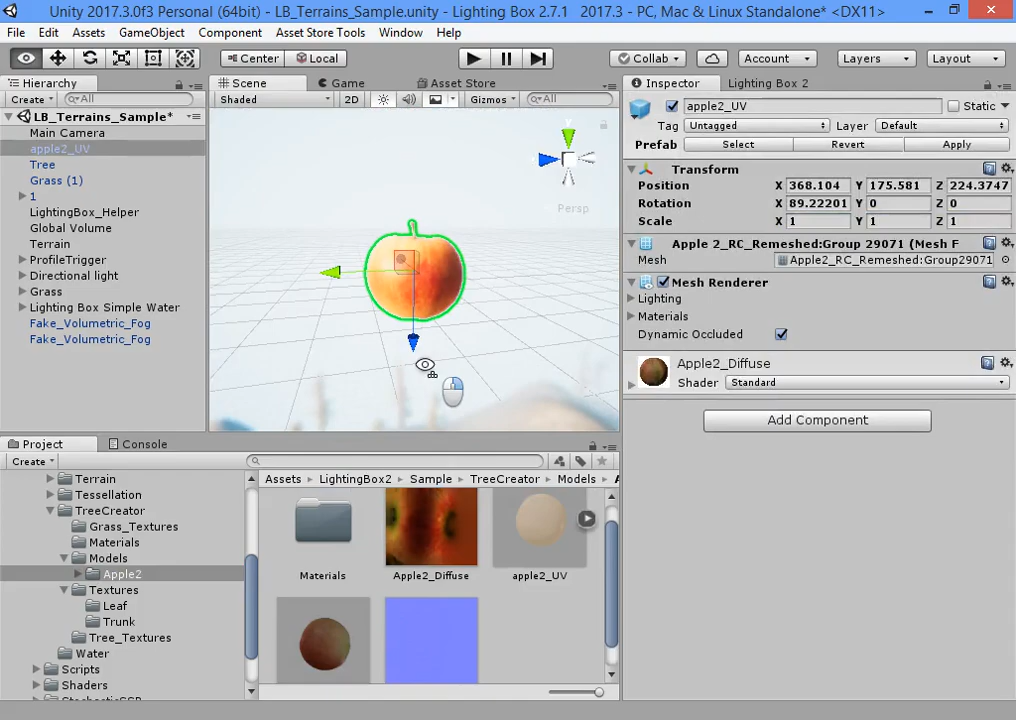 Unity 2017.3.0f3 Personal (64bit) - LB_Terrains_Sample.unity - Lighting Box 2.7.1   2017.3 - PC, Mac & Linux Standalone* <DX11>
File Edit Assets GameObject Component Asset Store Tools Window Help
Center Local Collab Account Layers Layout
Hierarchy
Create All
LB_Terrains_Sample*
Main Camera
apple2_UV
Tree
Grass (1)
1
LightingBox_Helper
Global Volume
Terrain
ProfileTrigger
Directional light
Grass
Lighting Box Simple Water
Fake_Volumetric_Fog
Fake_Volumetric_Fog
Scene Game Asset Store
Shaded 2D Gizmos All
y
Persp
Inspector Lighting Box 2
apple2_UV Static
Tag Untagged Layer Default
Prefab Select Revert Apply
Transform
Position X 368.104 Y 175.581 Z 224.3747
Rotation X 89.22201 Y 0 Z 0
Scale X 1 Y 1 Z 1
Apple 2_RC_Remeshed:Group 29071 (Mesh F
Mesh Apple2_RC_Remeshed:Group29071
Mesh Renderer
Lighting
Materials
Dynamic Occluded
Apple2_Diffuse
Shader Standard
Add Component
Project Console
Create
Terrain
Tessellation
TreeCreator
Grass_Textures
Materials
Models
Apple2
Textures
Leaf
Trunk
Tree_Textures
Water
Scripts
Shaders
Assets LightingBox2 Sample TreeCreator Models
Materials Apple2_Diffuse apple2_UV